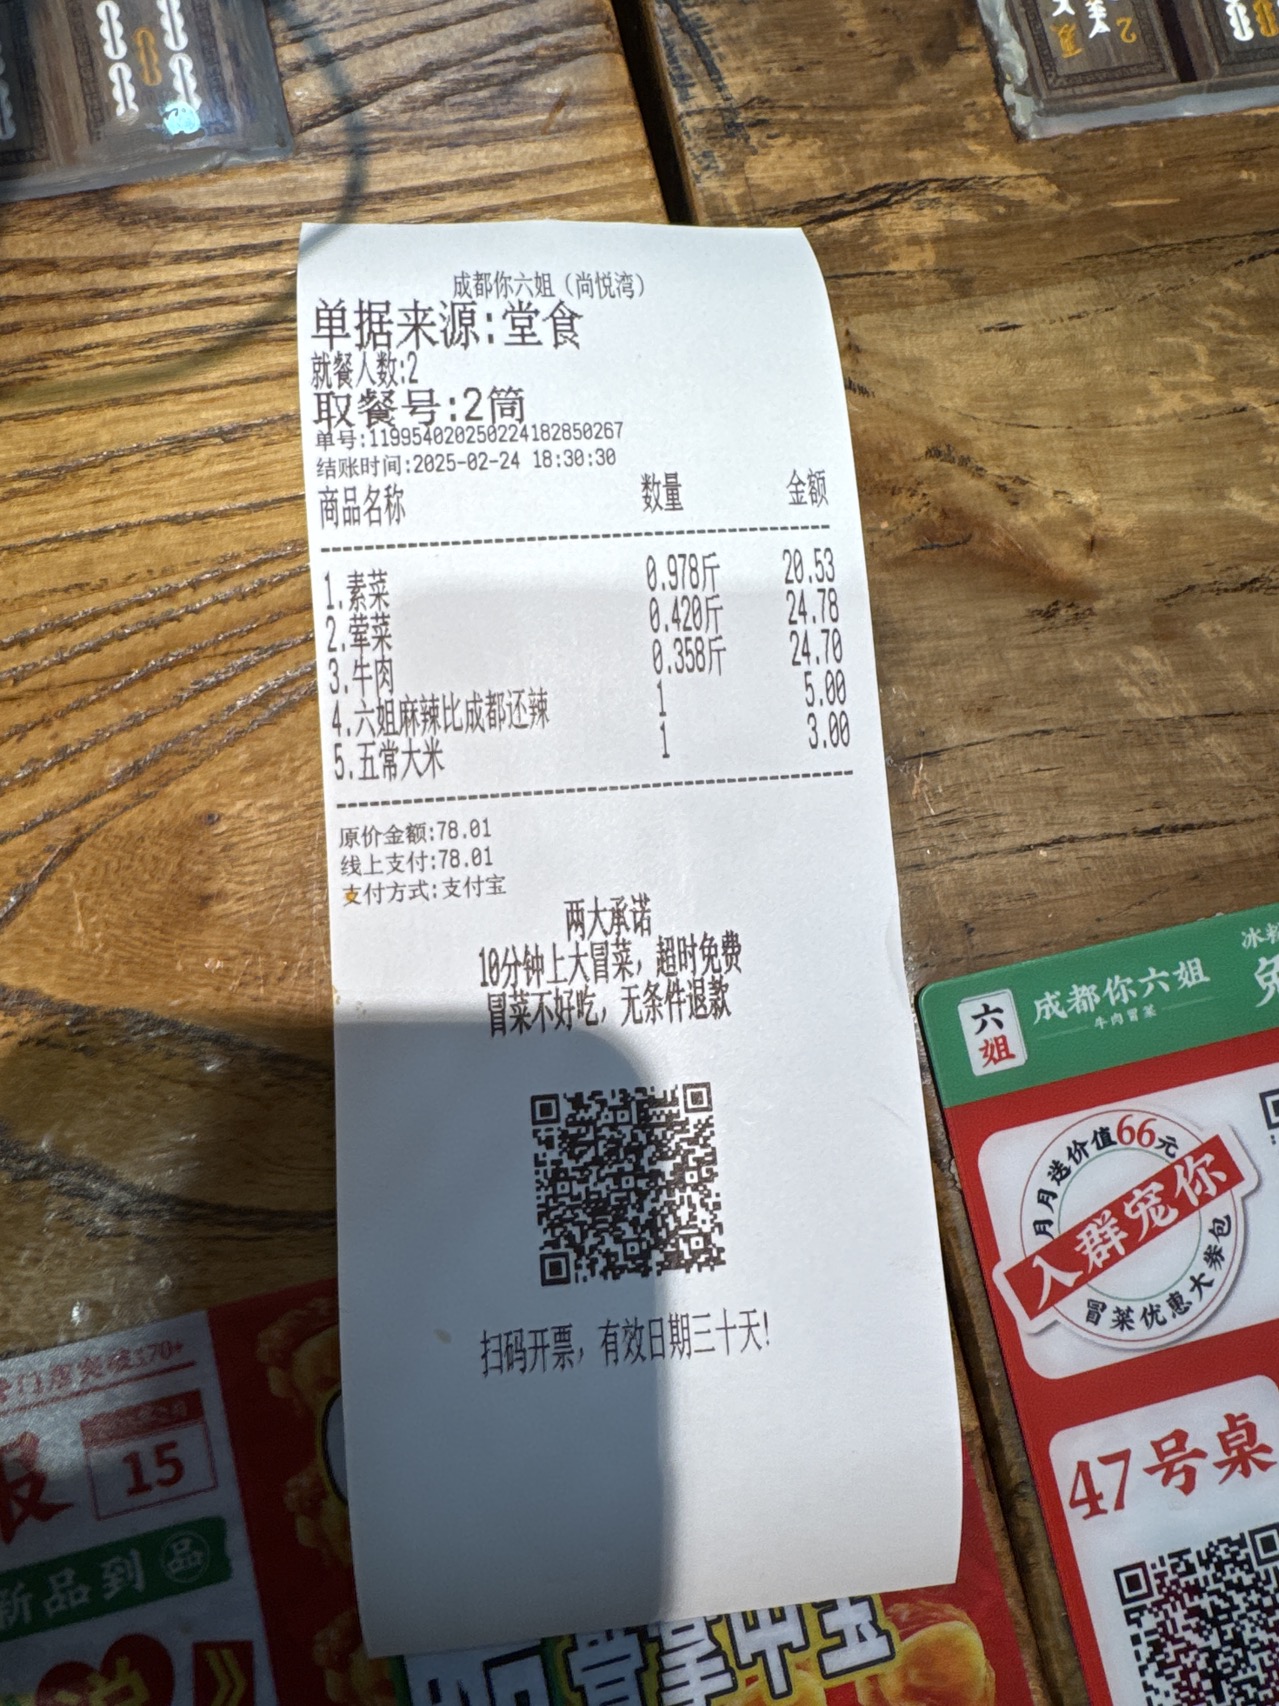 成都你六姐（尚悦湾）
单据来源:堂食
就餐人数:2
取餐号:2筒
单号:119954020250224182850267
结账时间:2025-02-24 18:30:30
商品名称 数量 金额
1.素菜 0.978斤 20.53
2.荤菜 0.420斤 24.78
3.牛肉 0.358斤 24.70
4.六姐麻辣比成都还辣 1 5.00
5.五常大米 1 3.00
原价金额:78.01
线上支付:78.01
支付方式:支付宝
两大承诺
10分钟上大冒菜，超时免费
冒菜不好吃，无条件退款
扫码开票，有效日期三十天!
六姐
成都你六姐
牛肉冒菜
月月送价值66元
入群宠你
冒菜优惠大券包
47号桌
15
新品到
品
掌中宝